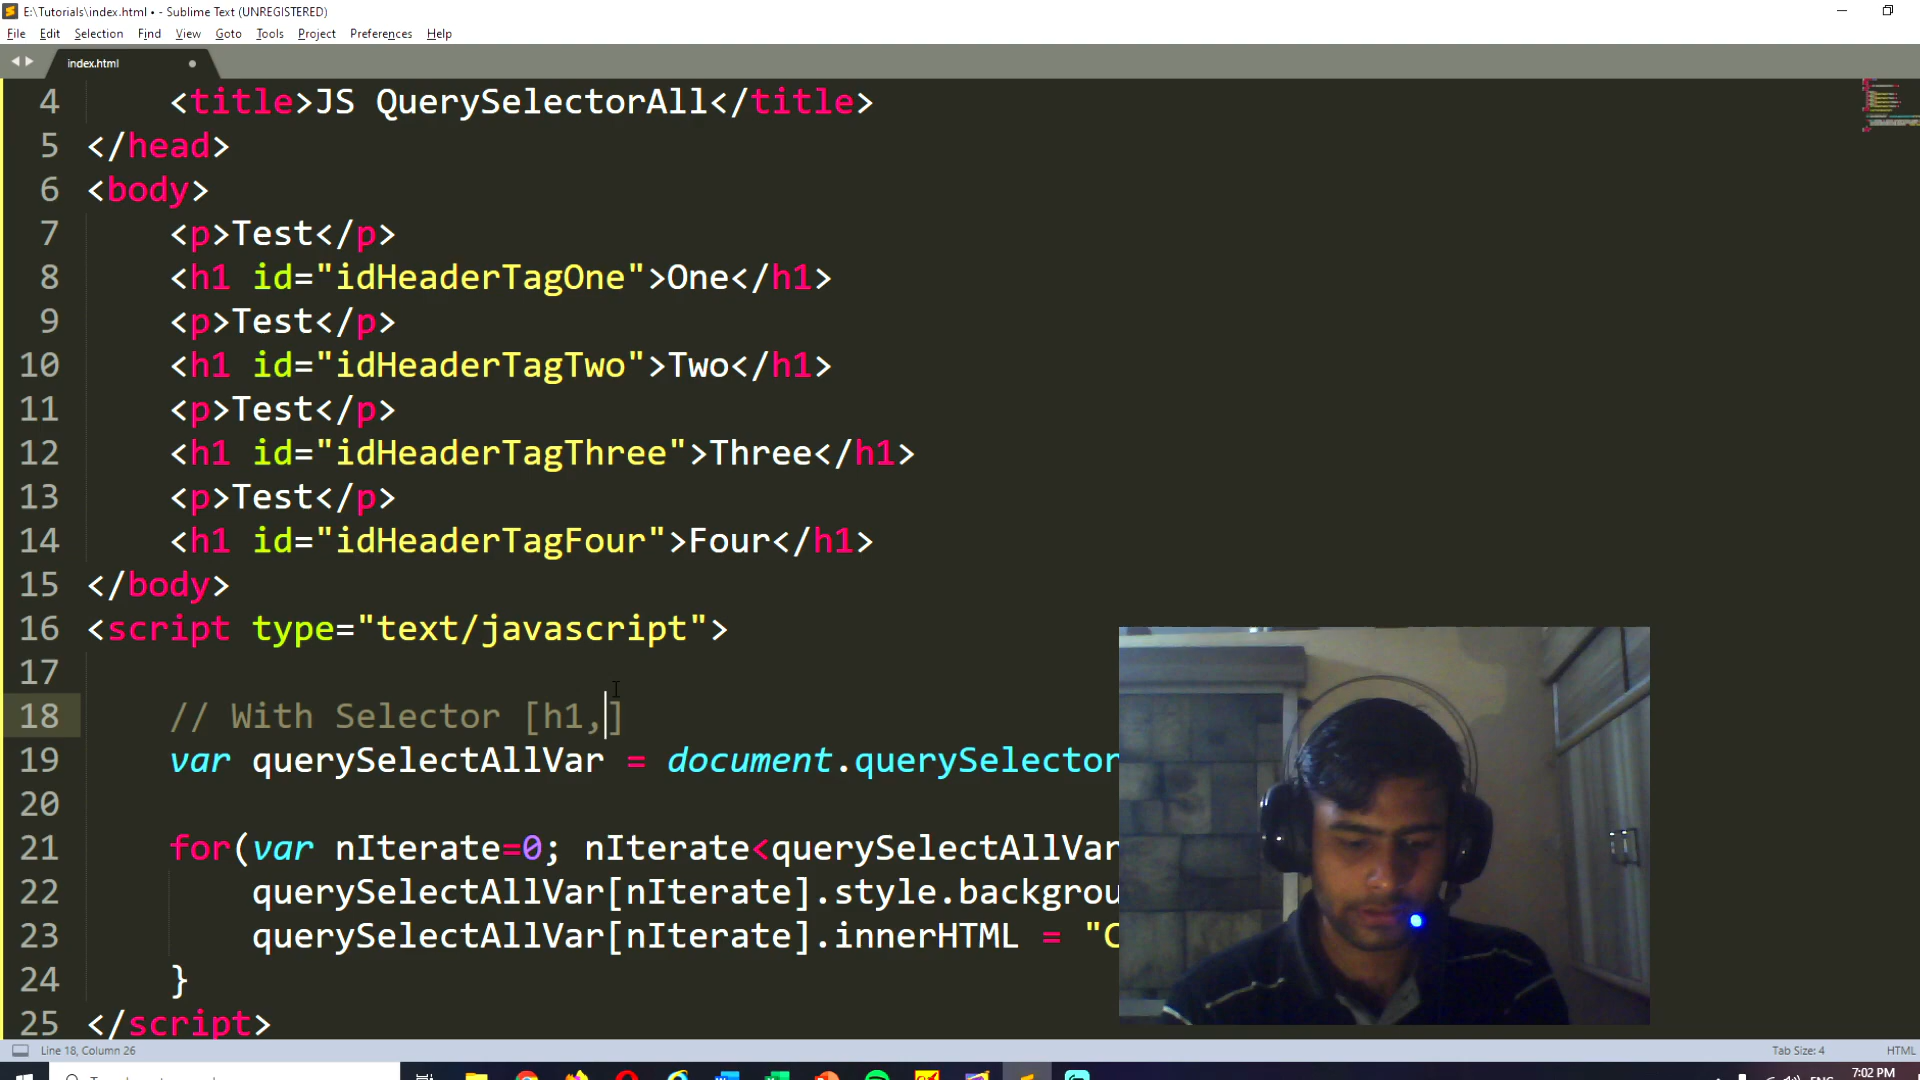 E:\Tutorials\index.html • - Sublime Text (UNREGISTERED)
File Edit Selection Find View Goto Tools Project Preferences Help
index.html
4 <title>JS QuerySelectorAll</title>
5 </head>
6 <body>
7 <p>Test</p>
8 <h1 id="idHeaderTagOne">One</h1>
9 <p>Test</p>
10 <h1 id="idHeaderTagTwo">Two</h1>
11 <p>Test</p>
12 <h1 id="idHeaderTagThree">Three</h1>
13 <p>Test</p>
14 <h1 id="idHeaderTagFour">Four</h1>
15 </body>
16 <script type="text/javascript">
17
18 // With Selector [h1,]
19 var querySelectAllVar = document.querySelector
20
21 for(var nIterate=0; nIterate<querySelectAllVar
22 querySelectAllVar[nIterate].style.backgrou
23 querySelectAllVar[nIterate].innerHTML = "C
24 }
25 </script>
Line 18, Column 26
Tab Size: 4
HTML
7:02 PM